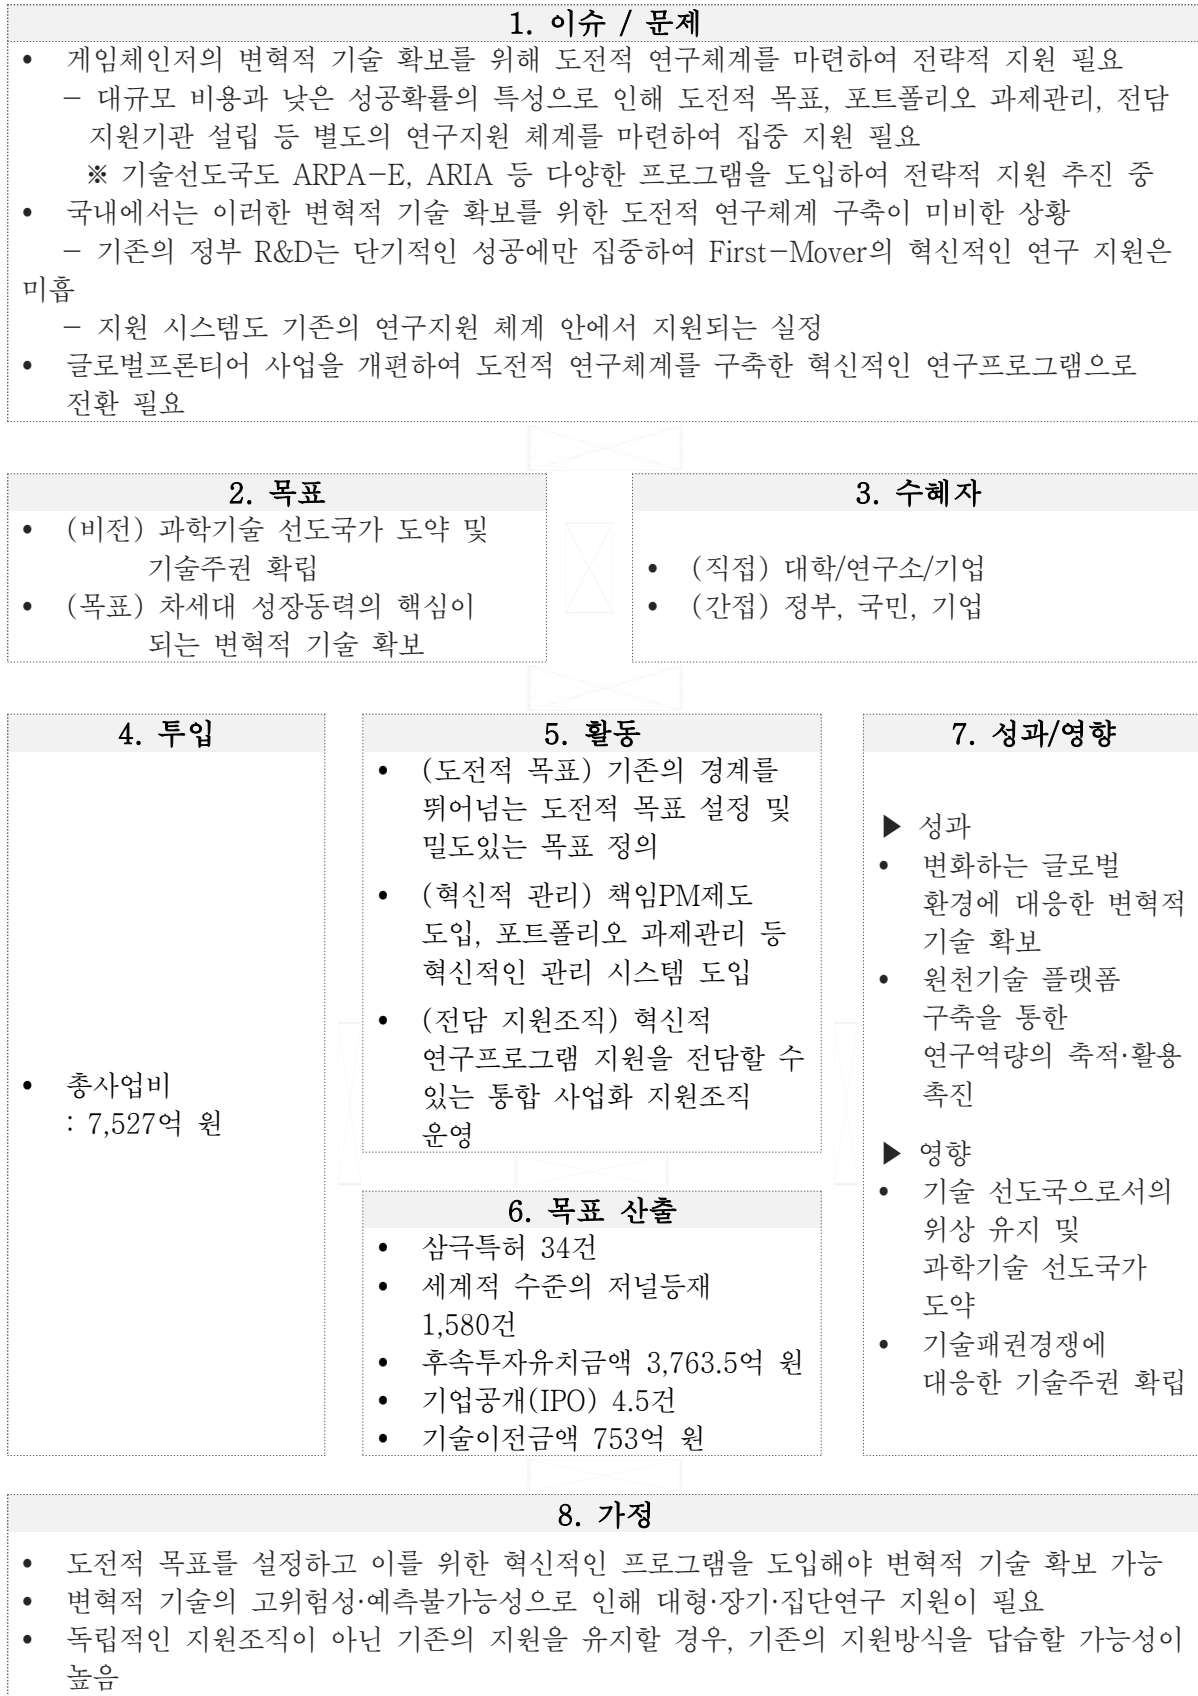 1. 이슈 / 문제
• 게임체인저의 변혁적 기술 확보를 위해 도전적 연구체계를 마련하여 전략적 지원 필요
– 대규모 비용과 낮은 성공확률의 특성으로 인해 도전적 목표, 포트폴리오 과제관리, 전담
지원기관 설립 등 별도의 연구지원 체계를 마련하여 집중 지원 필요
※ 기술선도국도 ARPA-E, ARIA 등 다양한 프로그램을 도입하여 전략적 지원 추진 중
• 국내에서는 이러한 변혁적 기술 확보를 위한 도전적 연구체계 구축이 미비한 상황
– 기존의 정부 R&D는 단기적인 성공에만 집중하여 First-Mover의 혁신적인 연구 지원은
미흡
– 지원 시스템도 기존의 연구지원 체계 안에서 지원되는 실정
• 글로벌프론티어 사업을 개편하여 도전적 연구체계를 구축한 혁신적인 연구프로그램으로
전환 필요
2. 목표
• (비전) 과학기술 선도국가 도약 및
기술주권 확립
• (목표) 차세대 성장동력의 핵심이
되는 변혁적 기술 확보
3. 수혜자
• (직접) 대학/연구소/기업
• (간접) 정부, 국민, 기업
4. 투입
• 총사업비
: 7,527억 원
5. 활동
• (도전적 목표) 기존의 경계를
뛰어넘는 도전적 목표 설정 및
밀도있는 목표 정의
• (혁신적 관리) 책임PM제도
도입, 포트폴리오 과제관리 등
혁신적인 관리 시스템 도입
• (전담 지원조직) 혁신적
연구프로그램 지원을 전담할 수
있는 통합 사업화 지원조직
운영
6. 목표 산출
• 삼극특허 34건
• 세계적 수준의 저널등재
1,580건
• 후속투자유치금액 3,763.5억 원
• 기업공개(IPO) 4.5건
• 기술이전금액 753억 원
7. 성과/영향
▶ 성과
• 변화하는 글로벌
환경에 대응한 변혁적
기술 확보
• 원천기술 플랫폼
구축을 통한
연구역량의 축적·활용
촉진
▶ 영향
• 기술 선도국으로서의
위상 유지 및
과학기술 선도국가
도약
• 기술패권경쟁에
대응한 기술주권 확립
8. 가정
• 도전적 목표를 설정하고 이를 위한 혁신적인 프로그램을 도입해야 변혁적 기술 확보 가능
• 변혁적 기술의 고위험성·예측불가능성으로 인해 대형·장기·집단연구 지원이 필요
• 독립적인 지원조직이 아닌 기존의 지원을 유지할 경우, 기존의 지원방식을 답습할 가능성이
높음